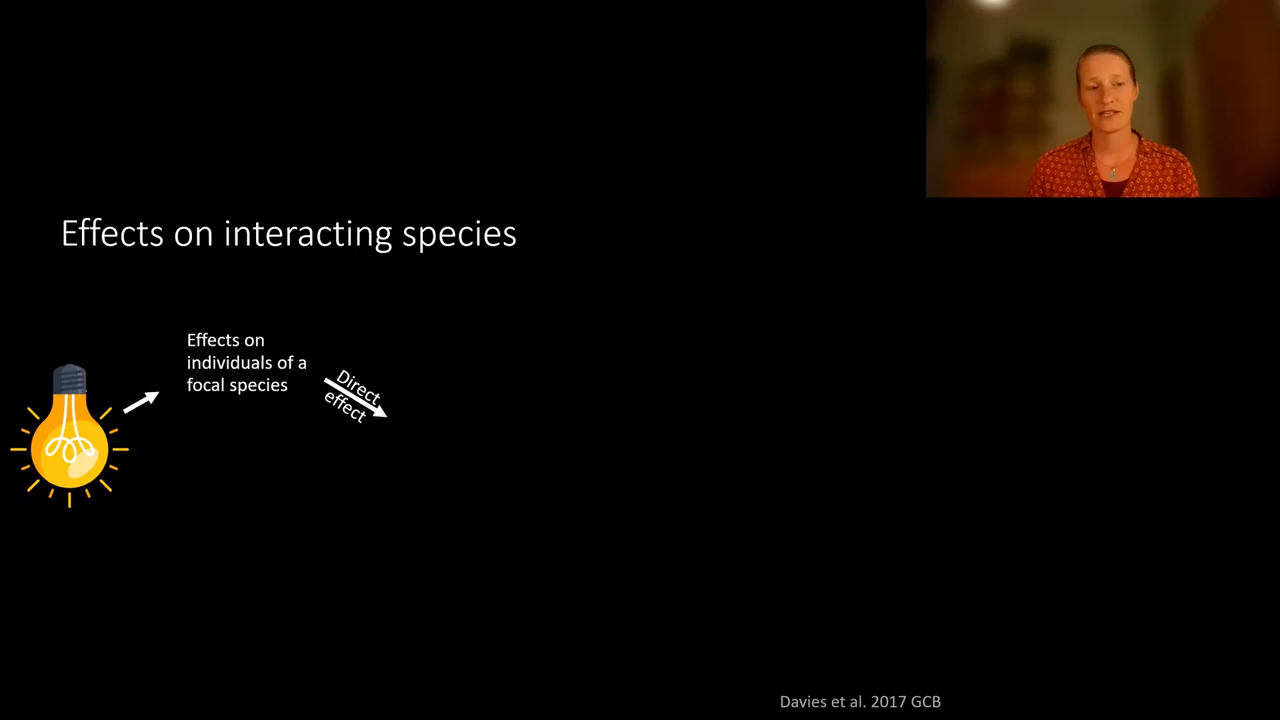 Effects on interacting species
Effects on
individuals of a
focal species
Direct
effect
Davies et al. 2017 GCB